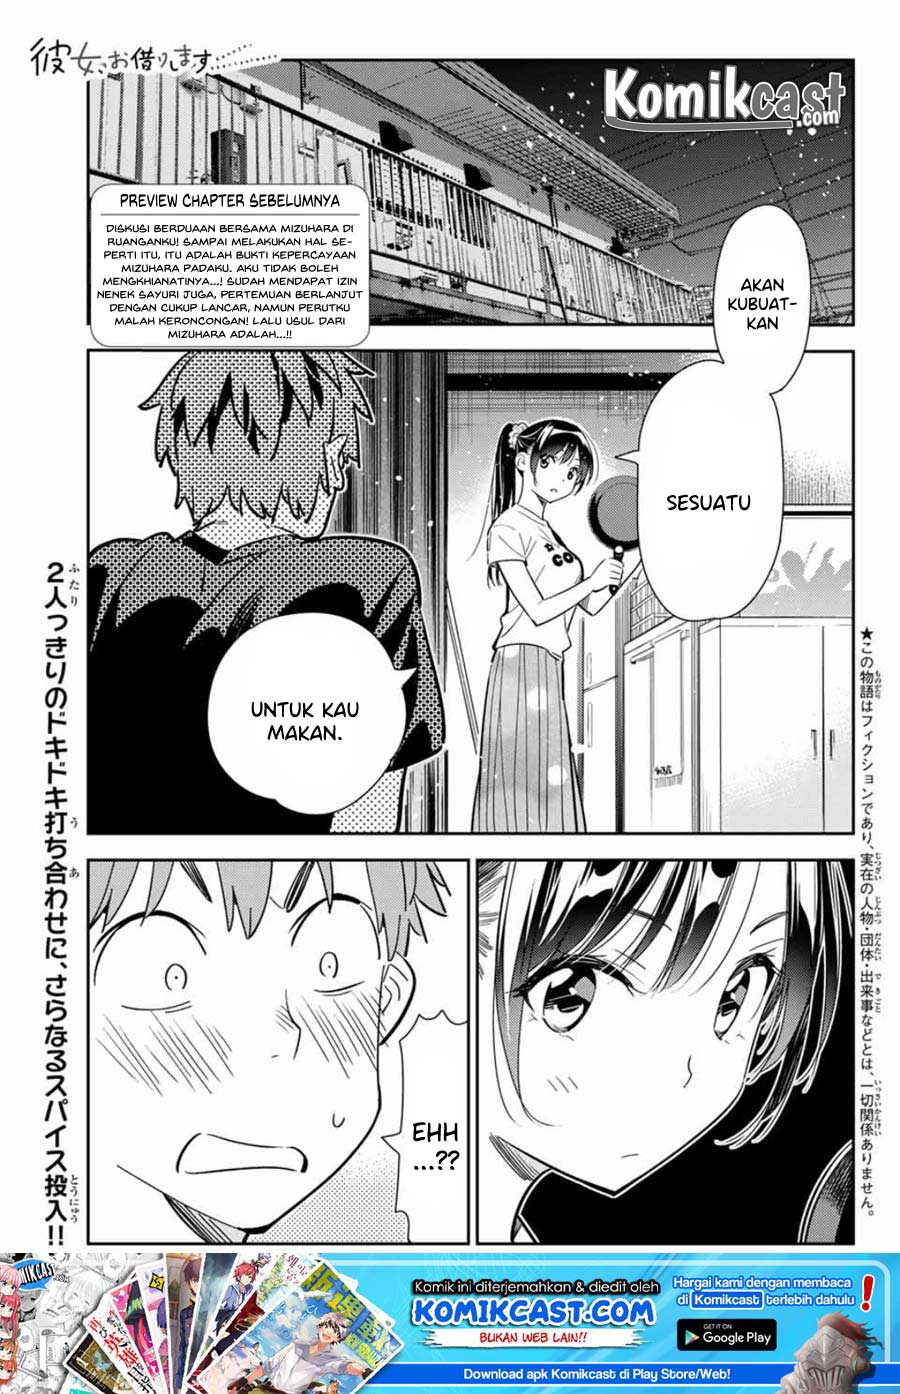 彼女、お借りします
Komikcast
.com
PREVIEW CHAPTER SEBELUMNYA
DISKUSI BERDUAAN BERSAMA MIZUHARA DI
RUANGANKU! SAMPAI MELAKUKAN HAL SE-
PERTI ITU, ITU ADALAH BUKTI KEPERCAYAAN
MIZUHARA PADAKU. AKU TIDAK BOLEH
MENGKHIANATINYA...! SUDAH MENDAPAT IZIN
NENEK SAYURI JUGA, PERTEMUAN BERLANJUT
DENGAN CUKUP LANCAR, NAMUN PERUTKU
MALAH KERONCONGAN! LALU USUL DARI
MIZUHARA ADALAH...!!
AKAN
KUBUAT-
KAN
SESUATU
UNTUK KAU
MAKAN.
★この物語はフィクションであり、実在の人物・団体・出来事などとは、一切関係ありません。
2人っきりのドキドキ打ち合わせに、さらなるスパイス投入!!
EHH
...??
Komik ini diterjemahkan & diedit oleh
KOMIKCAST.COM
BUKAN WEB LAIN!!
Hargai kami dengan membaca
di Komikcast terlebih dahulu !
GET IT ON
Google Play
Download apk Komikcast di Play Store/Web!